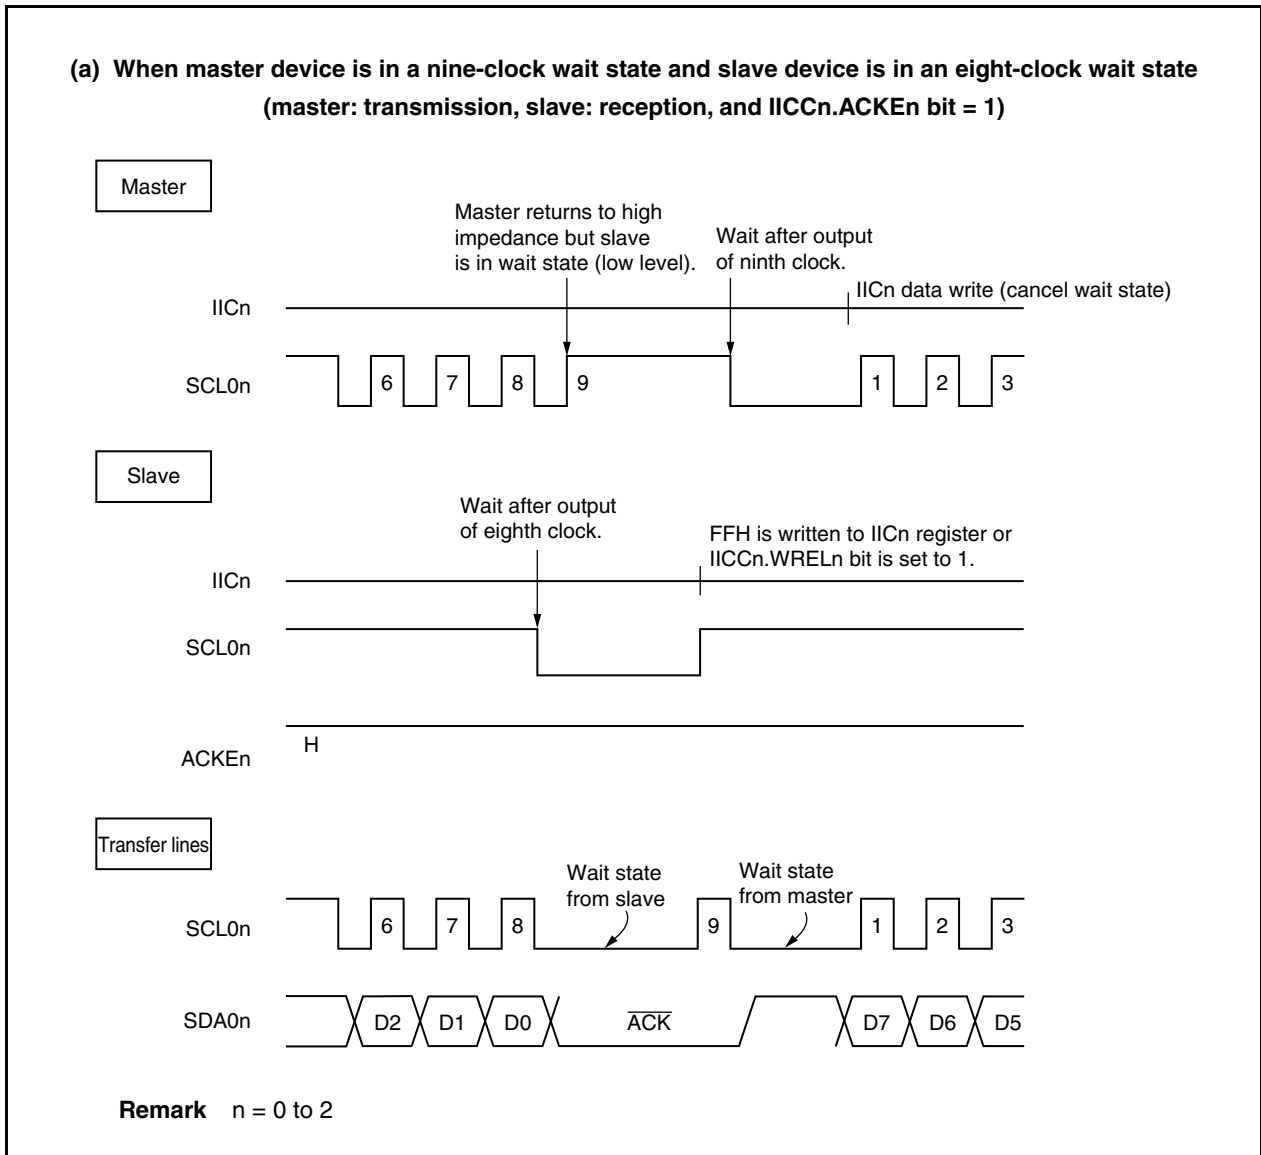 (a) When master device is in a nine-clock wait state and slave device is in an eight-clock wait state
(master: transmission, slave: reception, and IICCn.ACKEn bit = 1)
Master
Master returns to high
impedance but slave
is in wait state (low level).
Wait after output
of ninth clock.
IICn data write (cancel wait state)
IICn
SCL0n
6 7 8 9 1 2 3
Slave
Wait after output
of eighth clock.
FFH is written to IICn register or
IICCn.WRELn bit is set to 1.
IICn
SCL0n
H
ACKEn
Transfer lines
Wait state
from slave
Wait state
from master
SCL0n
6 7 8 9 1 2 3
SDA0n
D2 D1 D0 ACK D7 D6 D5
Remark n = 0 to 2